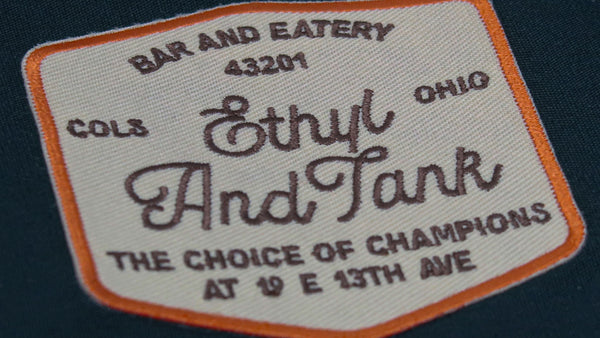 BAR AND EATERY
43201
COLS OHIO
Ethyl
And Tank
THE CHOICE OF CHAMPIONS
AT 19 E 13TH AVE